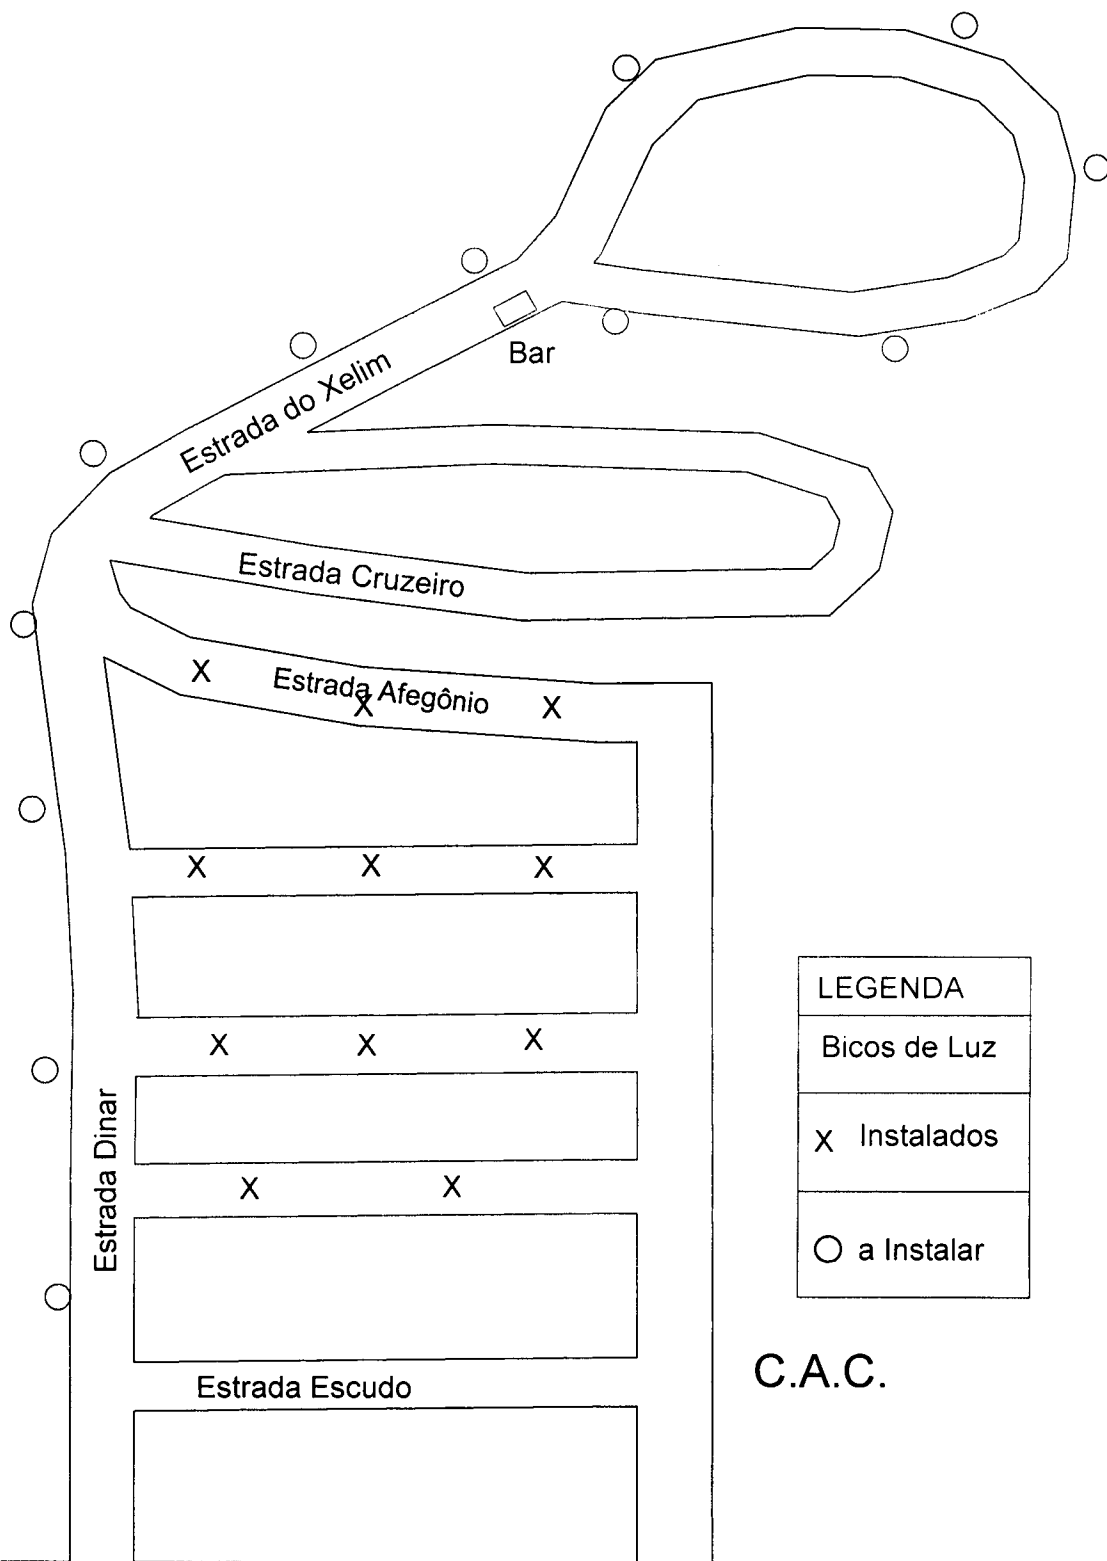 Bar
Estrada do Xelim
Estrada Cruzeiro
Estrada Afegônio
X
X
X
X X X
X X X
X X
Estrada Dinar
Estrada Escudo
LEGENDA
Bicos de Luz
X Instalados
a Instalar
C.A.C.